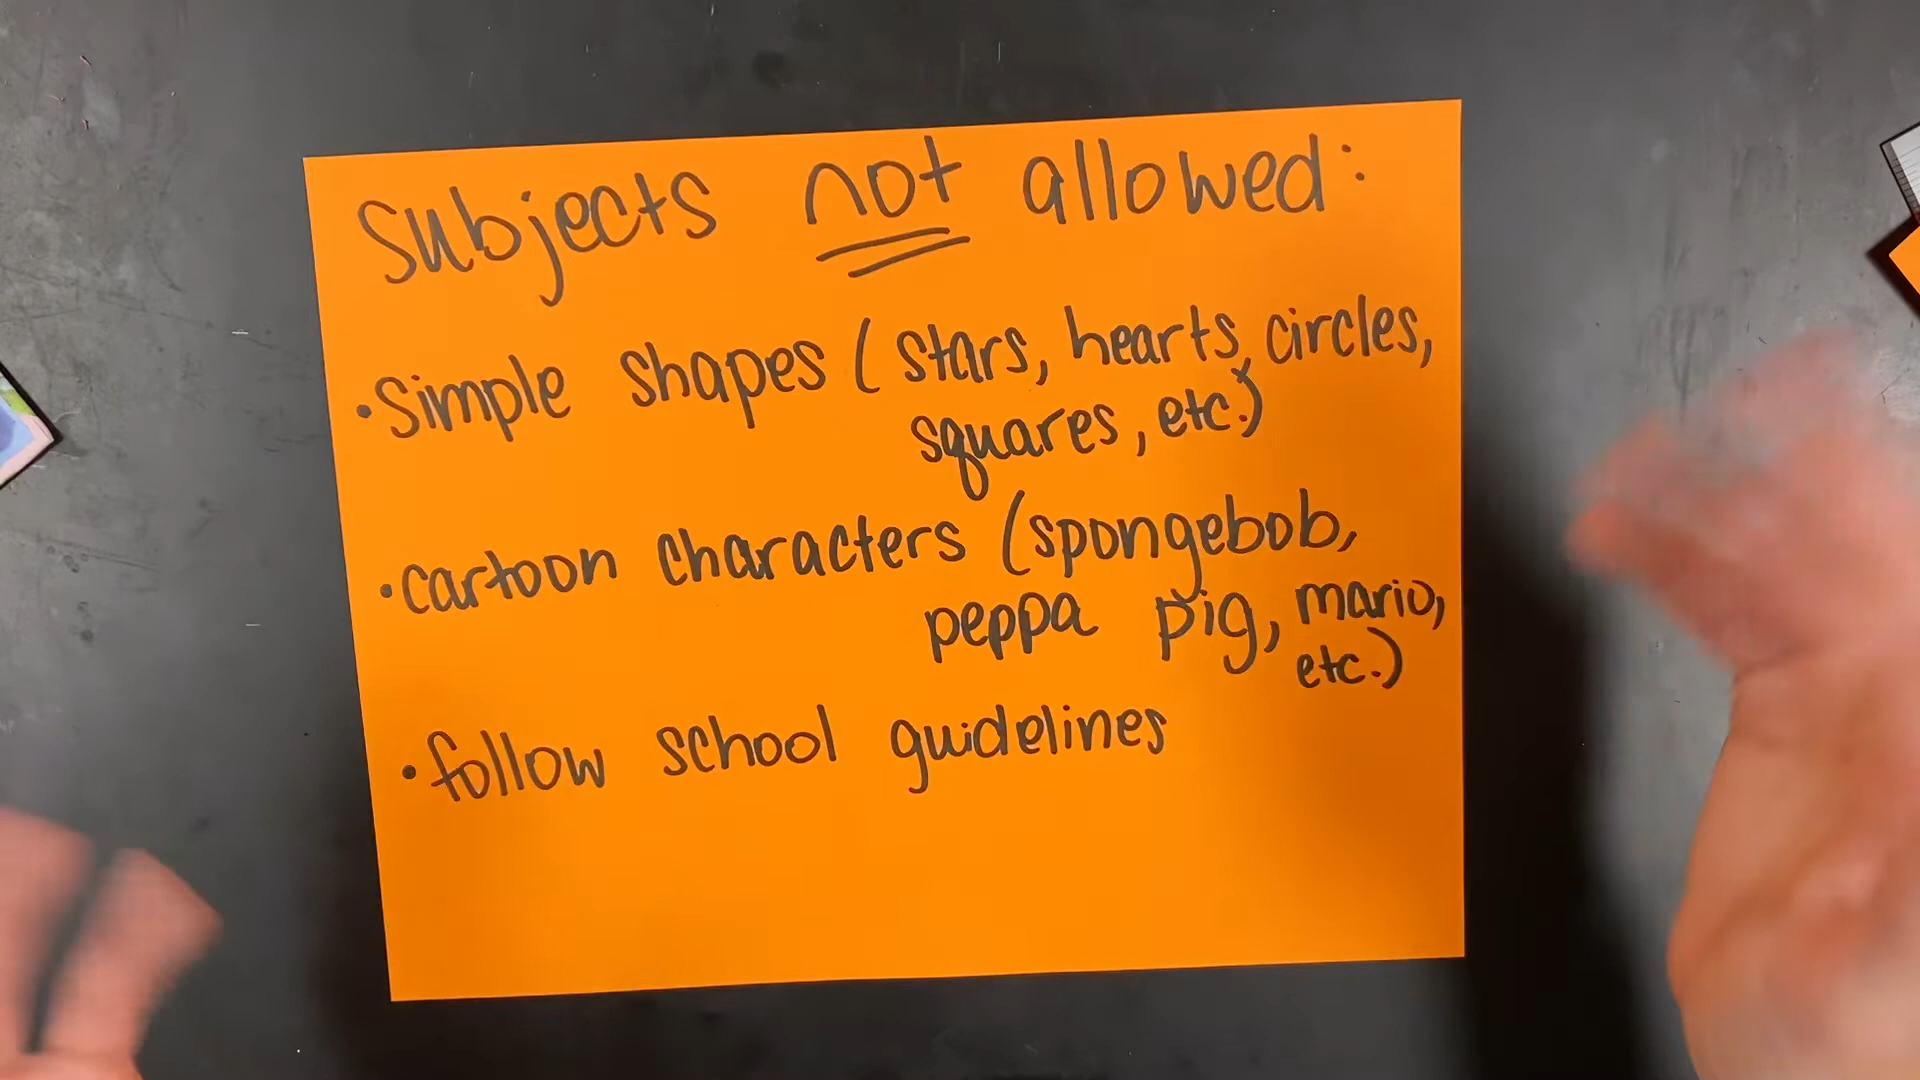 Subjects not allowed:
• Simple shapes (stars, hearts, circles,
squares, etc.)
• cartoon characters (spongebob,
peppa pig, mario,
etc.)
• follow school guidelines